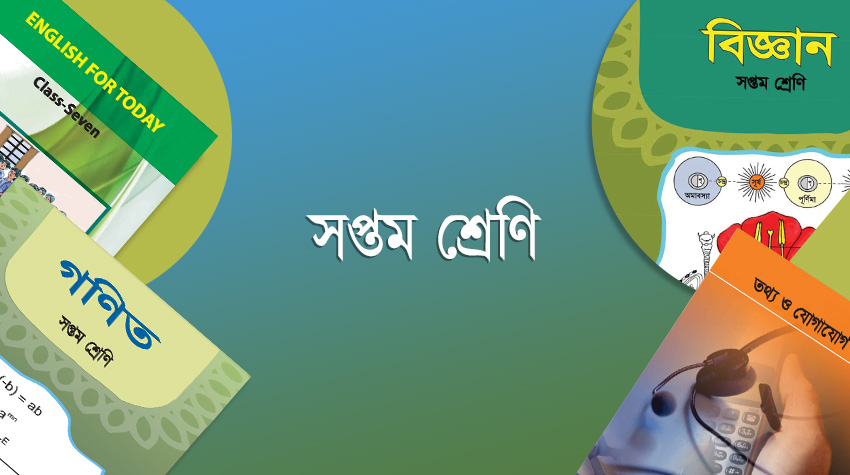 ENGLISH FOR TODAY
Class-Seven
বিজ্ঞান
সপ্তম শ্রেণি
অমাবস্যা
সূর্য
পূর্ণিমা
সপ্তম শ্রেণি
গণিত
সপ্তম শ্রেণি
(-b) = ab
তথ্য ও যোগাযোগ